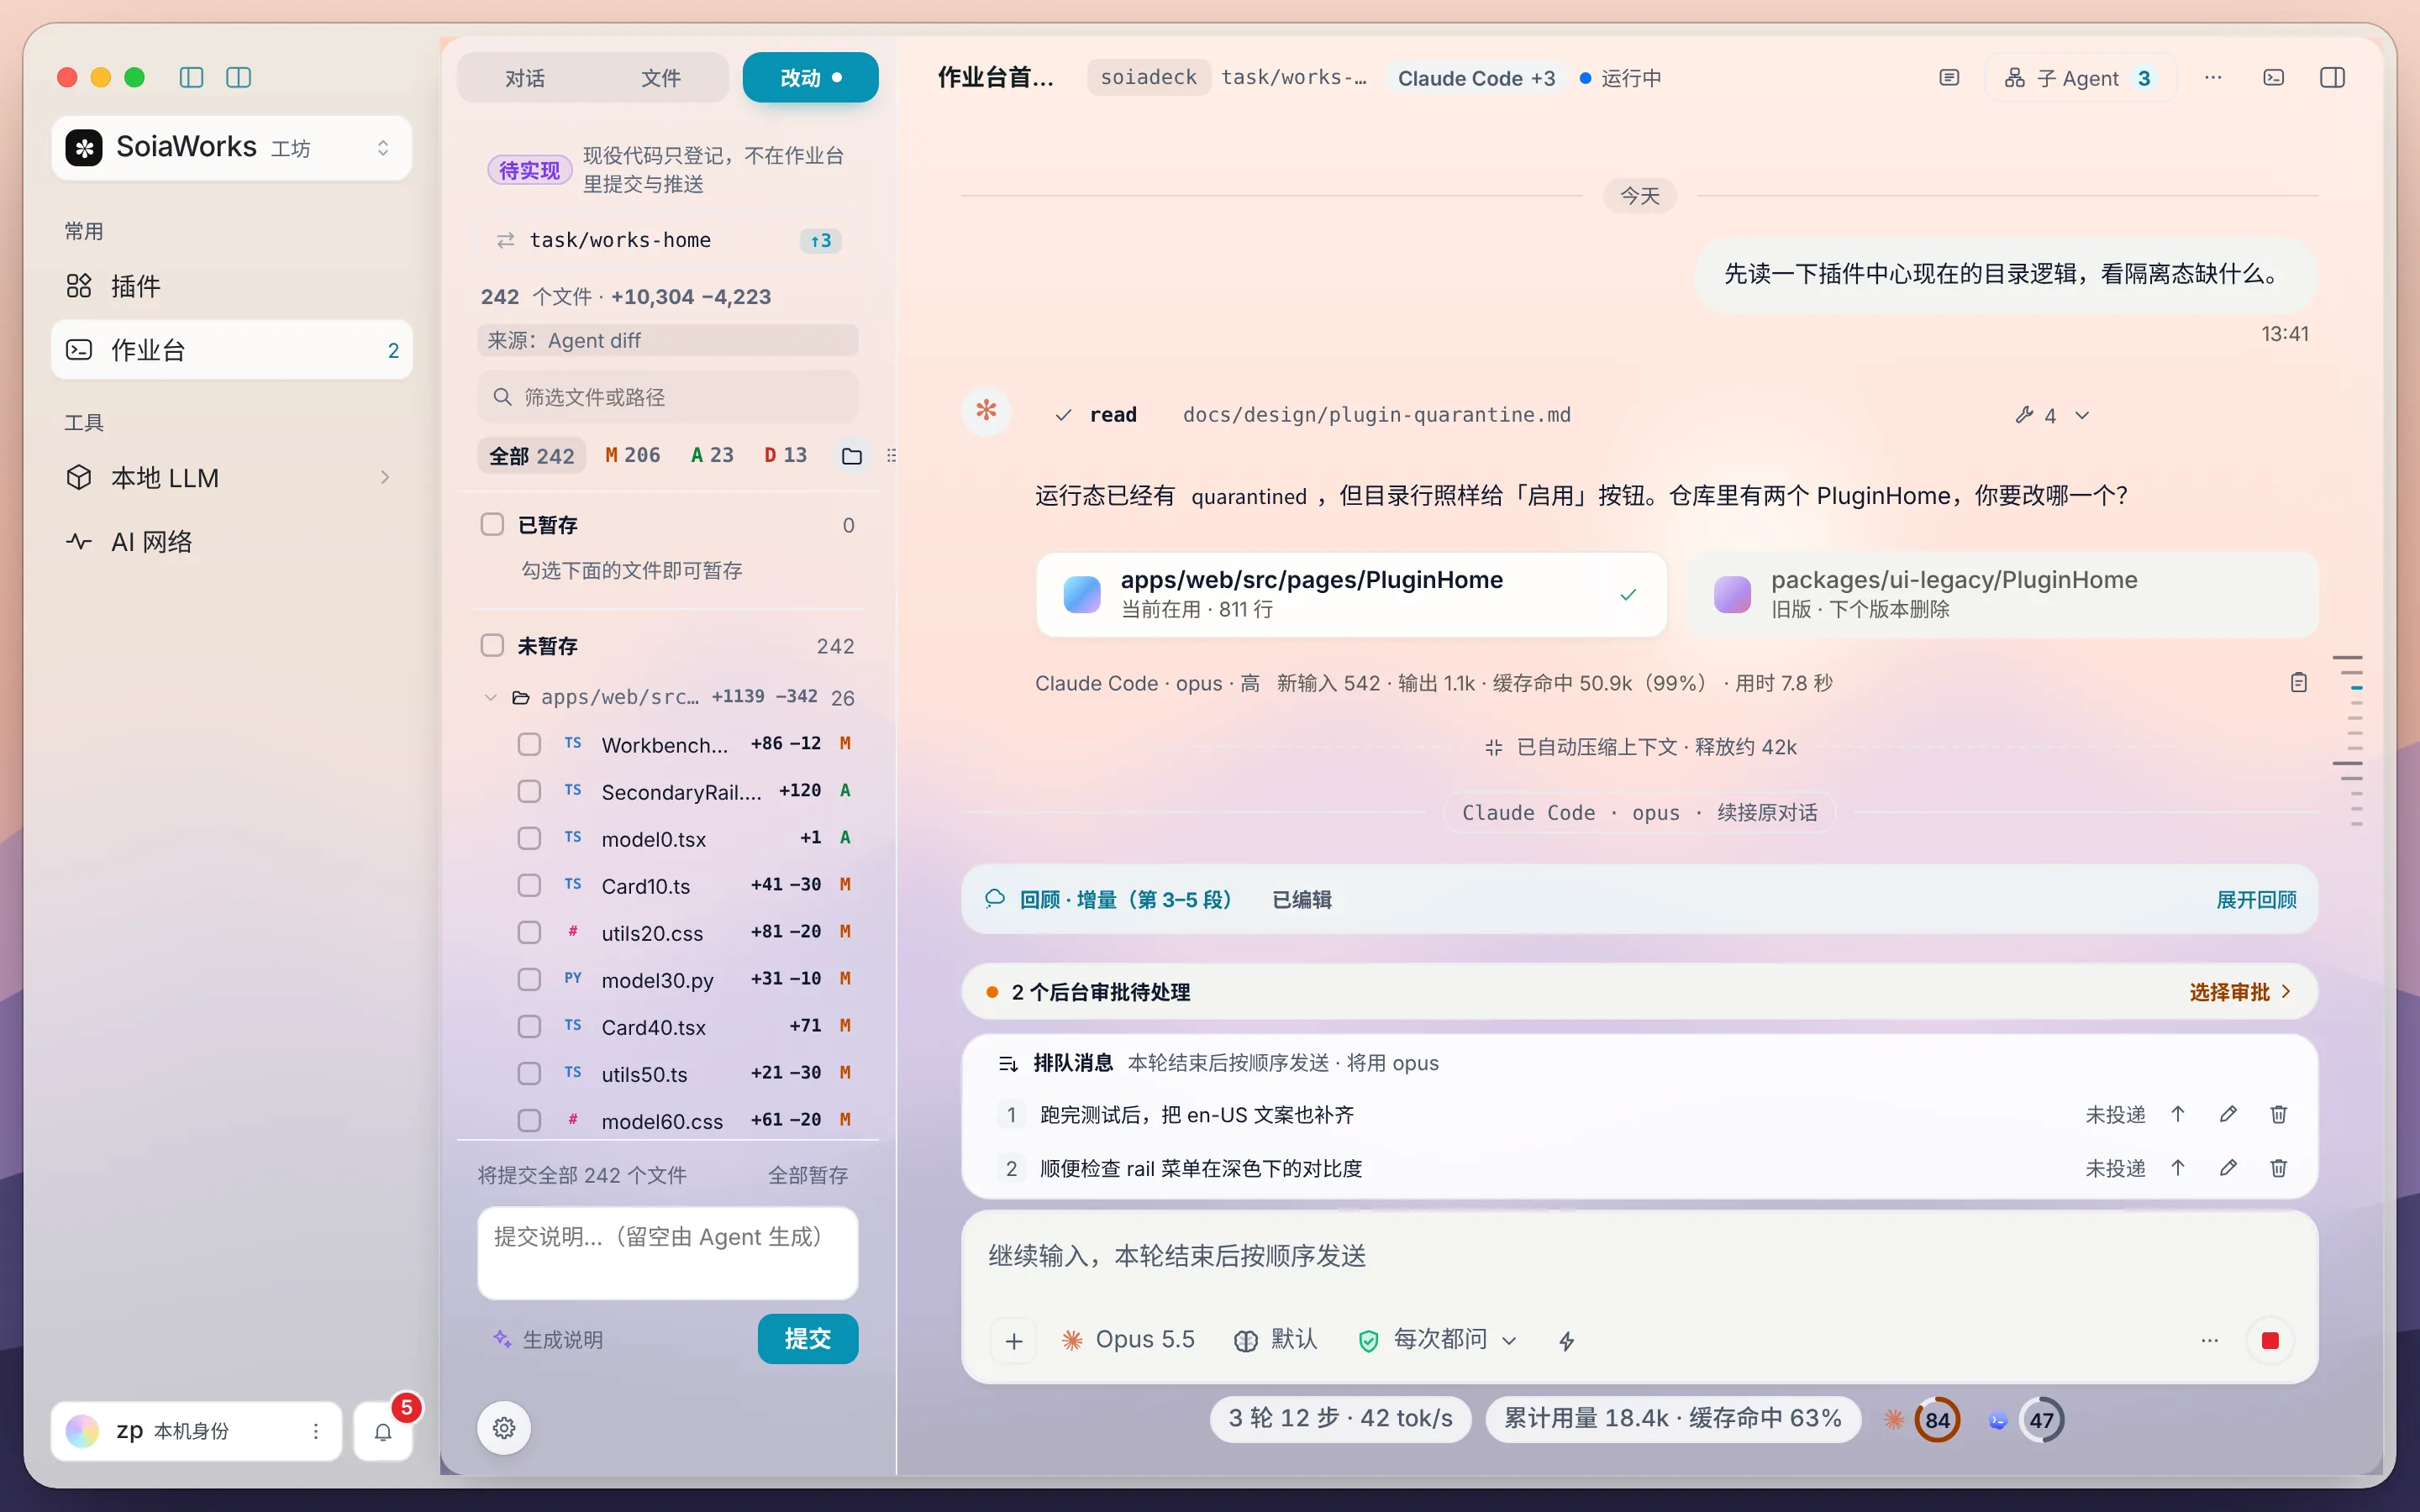 SoiaWorks 工坊
常用
插件
作业台 2
工具
本地 LLM
AI 网络
zp 本机身份
5
对话 文件 改动
待实现 现役代码只登记，不在作业台
里提交与推送
task/works-home ↑3
242 个文件 · +10,304 −4,223
来源：Agent diff
筛选文件或路径
全部 242 M 206 A 23 D 13
已暂存 0
勾选下面的文件即可暂存
未暂存 242
apps/web/src... +1139 −342 26
TS Workbench... +86 −12 M
TS SecondaryRail.... +120 A
TS model0.tsx +1 A
TS Card10.ts +41 −30 M
# utils20.css +81 −20 M
PY model30.py +31 −10 M
TS Card40.tsx +71 M
TS utils50.ts +21 −30 M
# model60.css +61 −20 M
将提交全部 242 个文件 全部暂存
提交说明...（留空由 Agent 生成）
生成说明 提交
作业台首... soiadeck task/works-... Claude Code +3 运行中 子 Agent 3
今天
先读一下插件中心现在的目录逻辑，看隔离态缺什么。
13:41
read docs/design/plugin-quarantine.md 4
运行态已经有 quarantined ，但目录行照样给「启用」按钮。仓库里有两个 PluginHome，你要改哪一个？
apps/web/src/pages/PluginHome
当前在用 · 811 行
packages/ui-legacy/PluginHome
旧版 · 下个版本删除
Claude Code · opus · 高 新输入 542 · 输出 1.1k · 缓存命中 50.9k（99%） · 用时 7.8 秒
已自动压缩上下文 · 释放约 42k
Claude Code · opus · 续接原对话
回顾 · 增量（第 3–5 段） 已编辑 展开回顾
2 个后台审批待处理 选择审批
排队消息 本轮结束后按顺序发送 · 将用 opus
1 跑完测试后，把 en-US 文案也补齐 未投递
2 顺便检查 rail 菜单在深色下的对比度 未投递
继续输入，本轮结束后按顺序发送
Opus 5.5 默认 每次都问
3 轮 12 步 · 42 tok/s 累计用量 18.4k · 缓存命中 63% 84 47